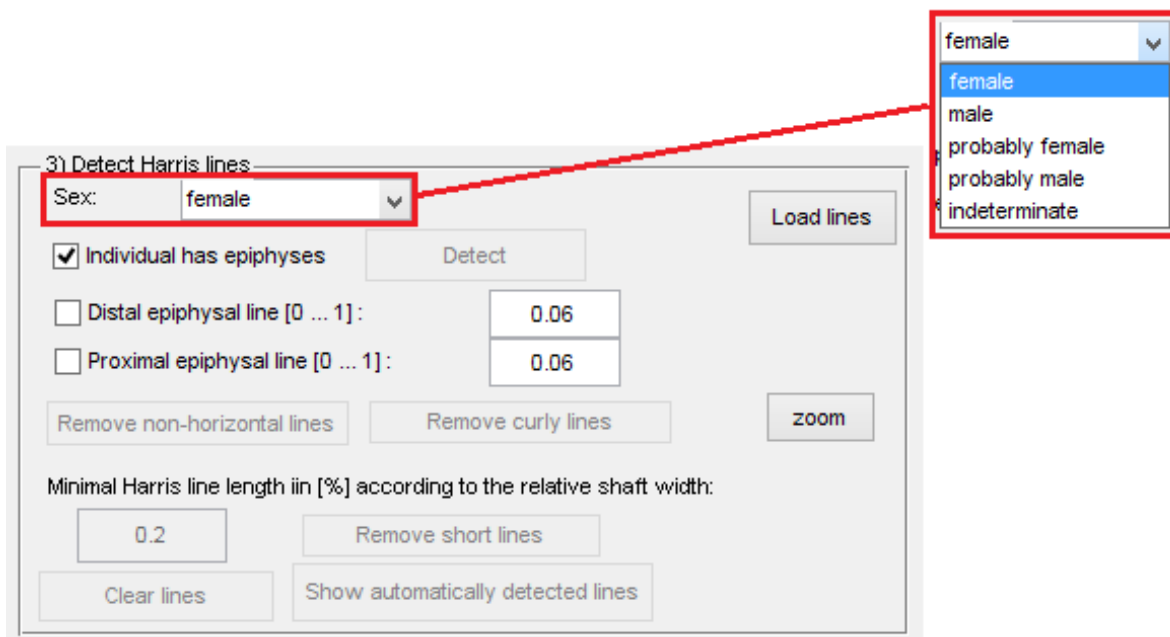 female
female
male
probably female
probably male
indeterminate
3) Detect Harris lines
Sex: female
Load lines
Individual has epiphyses Detect
Distal epiphysal line [0 ... 1] : 0.06
Proximal epiphysal line [0 ... 1] : 0.06
Remove non-horizontal lines Remove curly lines zoom
Minimal Harris line length iin [%] according to the relative shaft width:
0.2 Remove short lines
Clear lines Show automatically detected lines